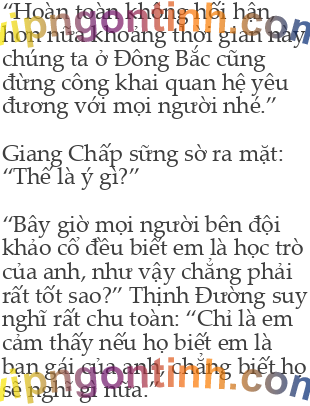 “Hoàn toàn không hối hận,
hơn nữa khoảng thời gian này
chúng ta ở Đông Bắc cũng
đừng công khai quan hệ yêu
đương với mọi người nhé.”
Giang Chấp sững sờ ra mặt:
“Thế là ý gì?”
“Bây giờ mọi người bên đội
khảo cổ đều biết em là học trò
của anh, như vậy chẳng phải
rất tốt sao?” Thịnh Đường suy
nghĩ rất chu toàn: “Chỉ là em
cảm thấy nếu họ biết em là
bạn gái của anh, chẳng biết họ
sẽ nghĩ gì nữa.”
vipngontinh.com
vipngontinh.com